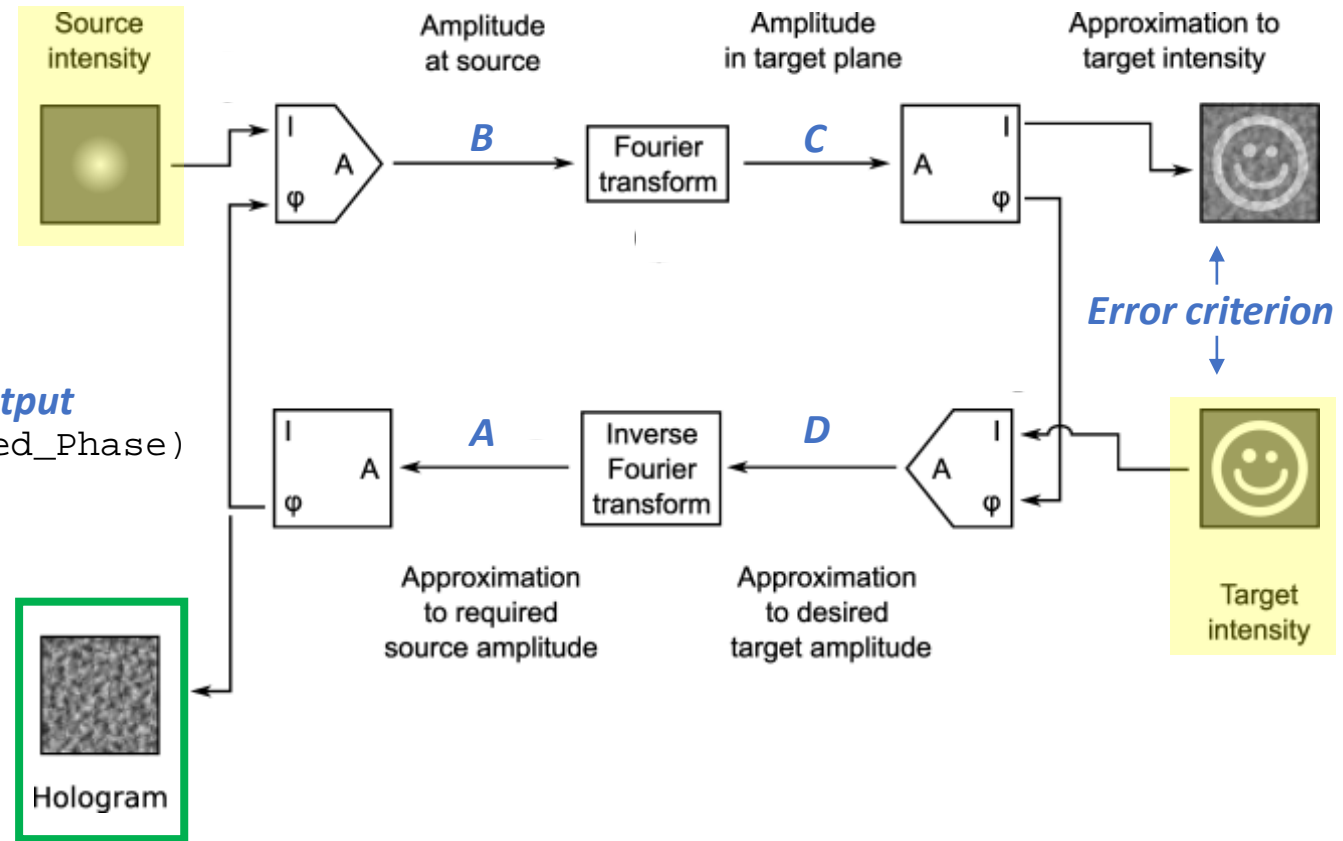 Source
intensity
Amplitude
at source
Amplitude
in target plane
Approximation to
target intensity
I
A
φ
B
Fourier
transform
C
A
I
φ
Error criterion
tput
ed_Phase)
I
A
φ
A
Inverse
Fourier
transform
D
I
A
φ
Approximation
to required
source amplitude
Approximation
to desired
target amplitude
Target
intensity
Hologram